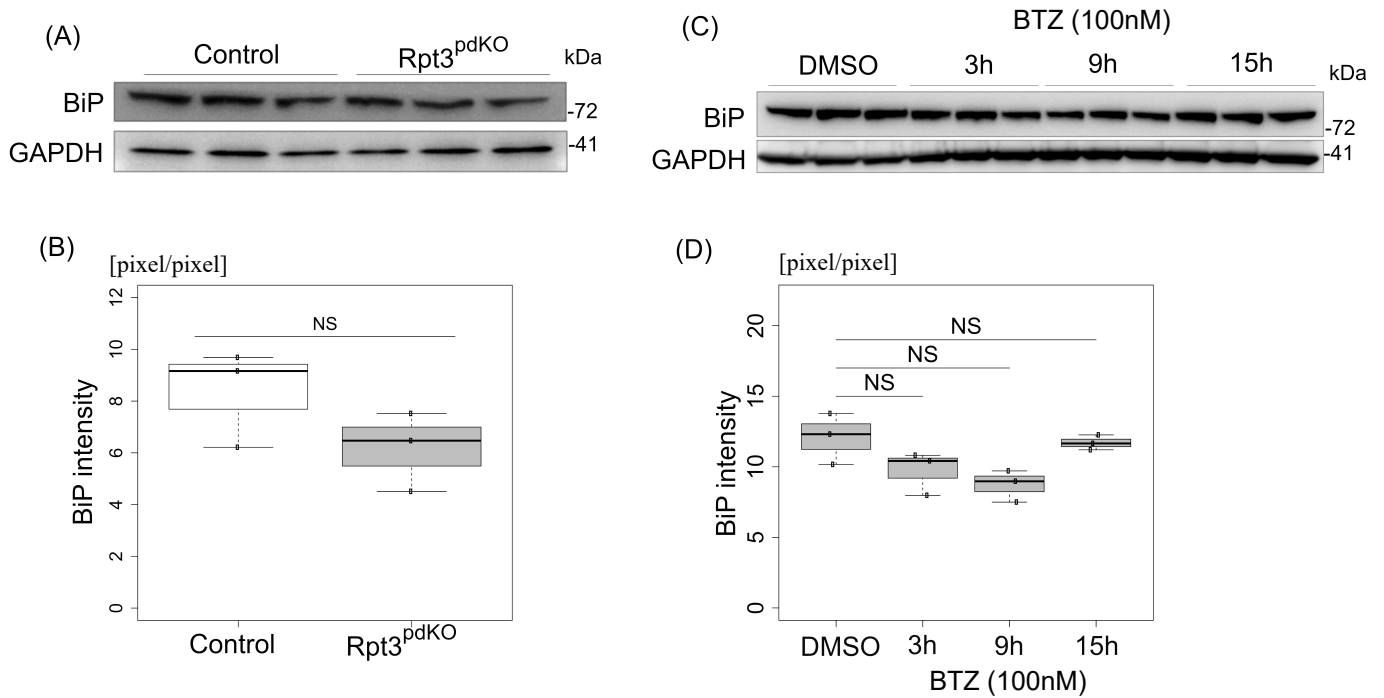 (A)
Control Rpt3pdKO kDa
BiP
-72
GAPDH
-41
(B)
[pixel/pixel]
BiP intensity
12
10
8
6
4
2
0
NS
Control Rpt3pdKO
(C)
BTZ (100nM)
DMSO 3h 9h 15h kDa
BiP
-72
GAPDH
-41
(D)
[pixel/pixel]
BiP intensity
20
15
10
5
0
NS
NS
NS
DMSO 3h 9h 15h
BTZ (100nM)